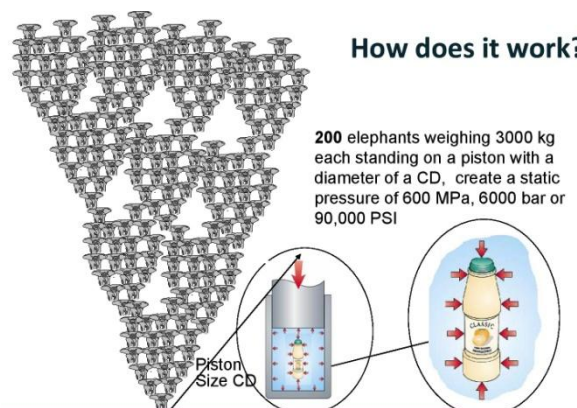 How does it work?
200 elephants weighing 3000 kg
each standing on a piston with a
diameter of a CD, create a static
pressure of 600 MPa, 6000 bar or
90,000 PSI
Piston
Size CD
CLASSIC